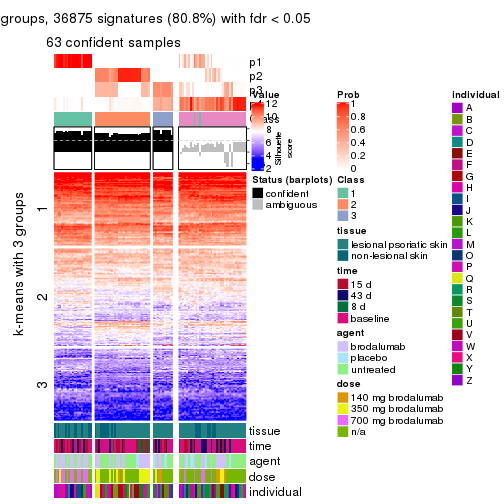 groups, 36875 signatures (80.8%) with fdr < 0.05
63 confident samples
p1
p2
p3
p4
Class
Silhouette
score
k-means with 3 groups
1
2
3
tissue
time
agent
dose
individual
Value
12
10
8
6
4
2
Status (barplots)
confident
ambiguous
Prob
1
0.8
0.6
0.4
0.2
0
Class
1
2
3
tissue
lesional psoriatic skin
non-lesional skin
time
15 d
43 d
8 d
baseline
agent
brodalumab
placebo
untreated
dose
140 mg brodalumab
350 mg brodalumab
700 mg brodalumab
n/a
individual
A
B
C
D
E
F
G
H
I
J
K
L
M
O
P
Q
R
S
T
U
V
W
X
Y
Z